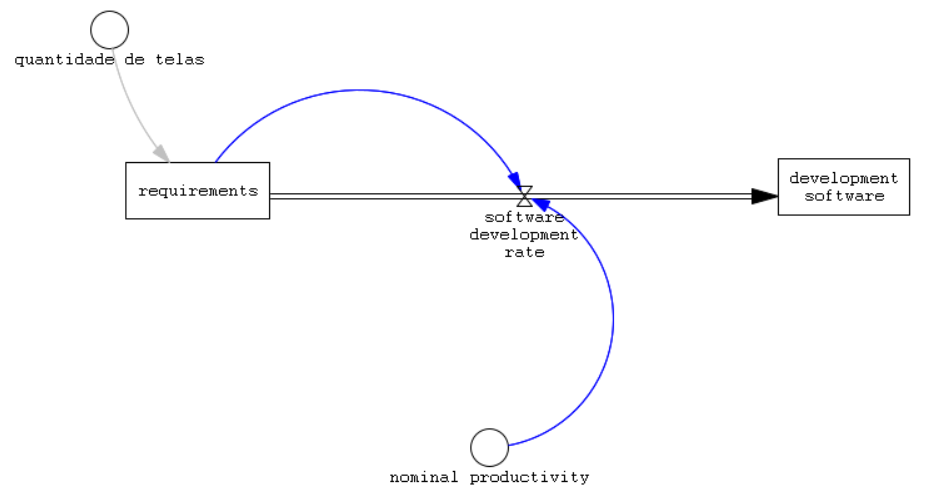 quantidade de telas
requirements
development
software
software
development
rate
nominal productivity